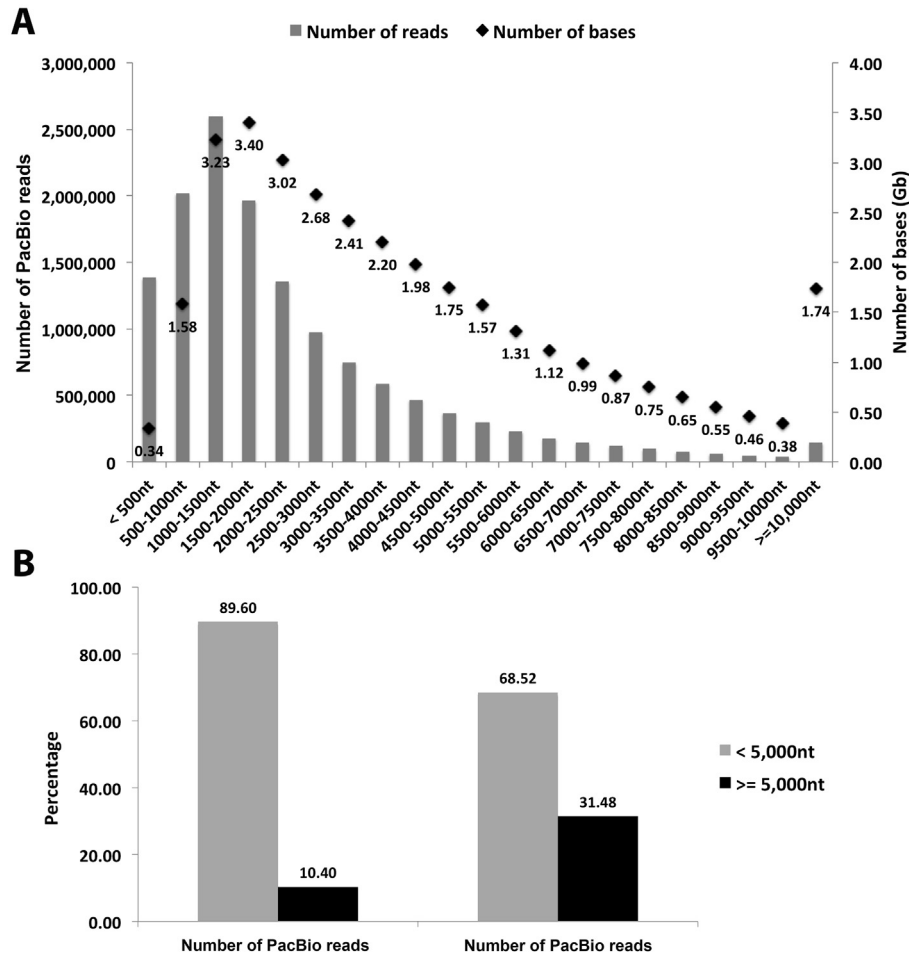 A
Number of reads
Number of bases
Number of PacBio reads
3,000,000
2,500,000
2,000,000
1,500,000
1,000,000
500,000
0
0.34
1.58
3.23
3.40
3.02
2.68
2.41
2.20
1.98
1.75
1.57
1.31
1.12
0.99
0.87
0.75
0.65
0.55
0.46
0.38
1.74
4.00
3.50
3.00
2.50
2.00
1.50
1.00
0.50
0.00
Number of bases (Gb)
< 500nt
500-1000nt
1000-1500nt
1500-2000nt
2000-2500nt
2500-3000nt
3000-3500nt
3500-4000nt
4000-4500nt
4500-5000nt
5000-5500nt
5500-6000nt
6000-6500nt
6500-7000nt
7000-7500nt
7500-8000nt
8000-8500nt
8500-9000nt
9000-9500nt
9500-10000nt
>=10,000nt
B
Percentage
100.00
80.00
60.00
40.00
20.00
0.00
89.60
10.40
68.52
31.48
< 5,000nt
>= 5,000nt
Number of PacBio reads
Number of PacBio reads